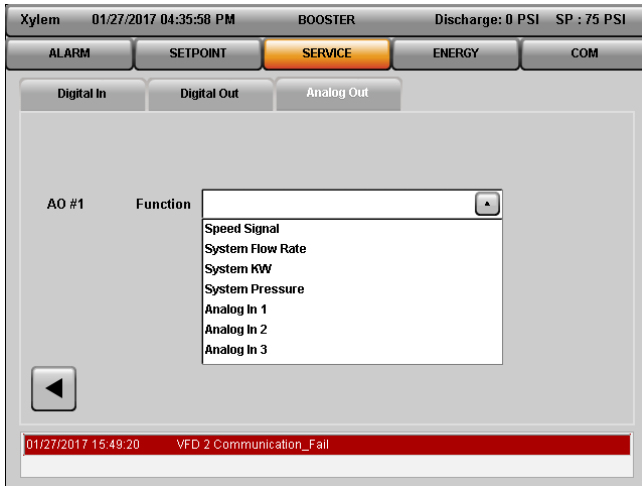 Xylem 01/27/2017 04:35:58 PM BOOSTER Discharge: 0 PSI SP : 75 PSI
ALARM SETPOINT SERVICE ENERGY COM
Digital In Digital Out Analog Out
AO #1 Function
Speed Signal
System Flow Rate
System KW
System Pressure
Analog In 1
Analog In 2
Analog In 3
01/27/2017 15:49:20 VFD 2 Communication_Fail